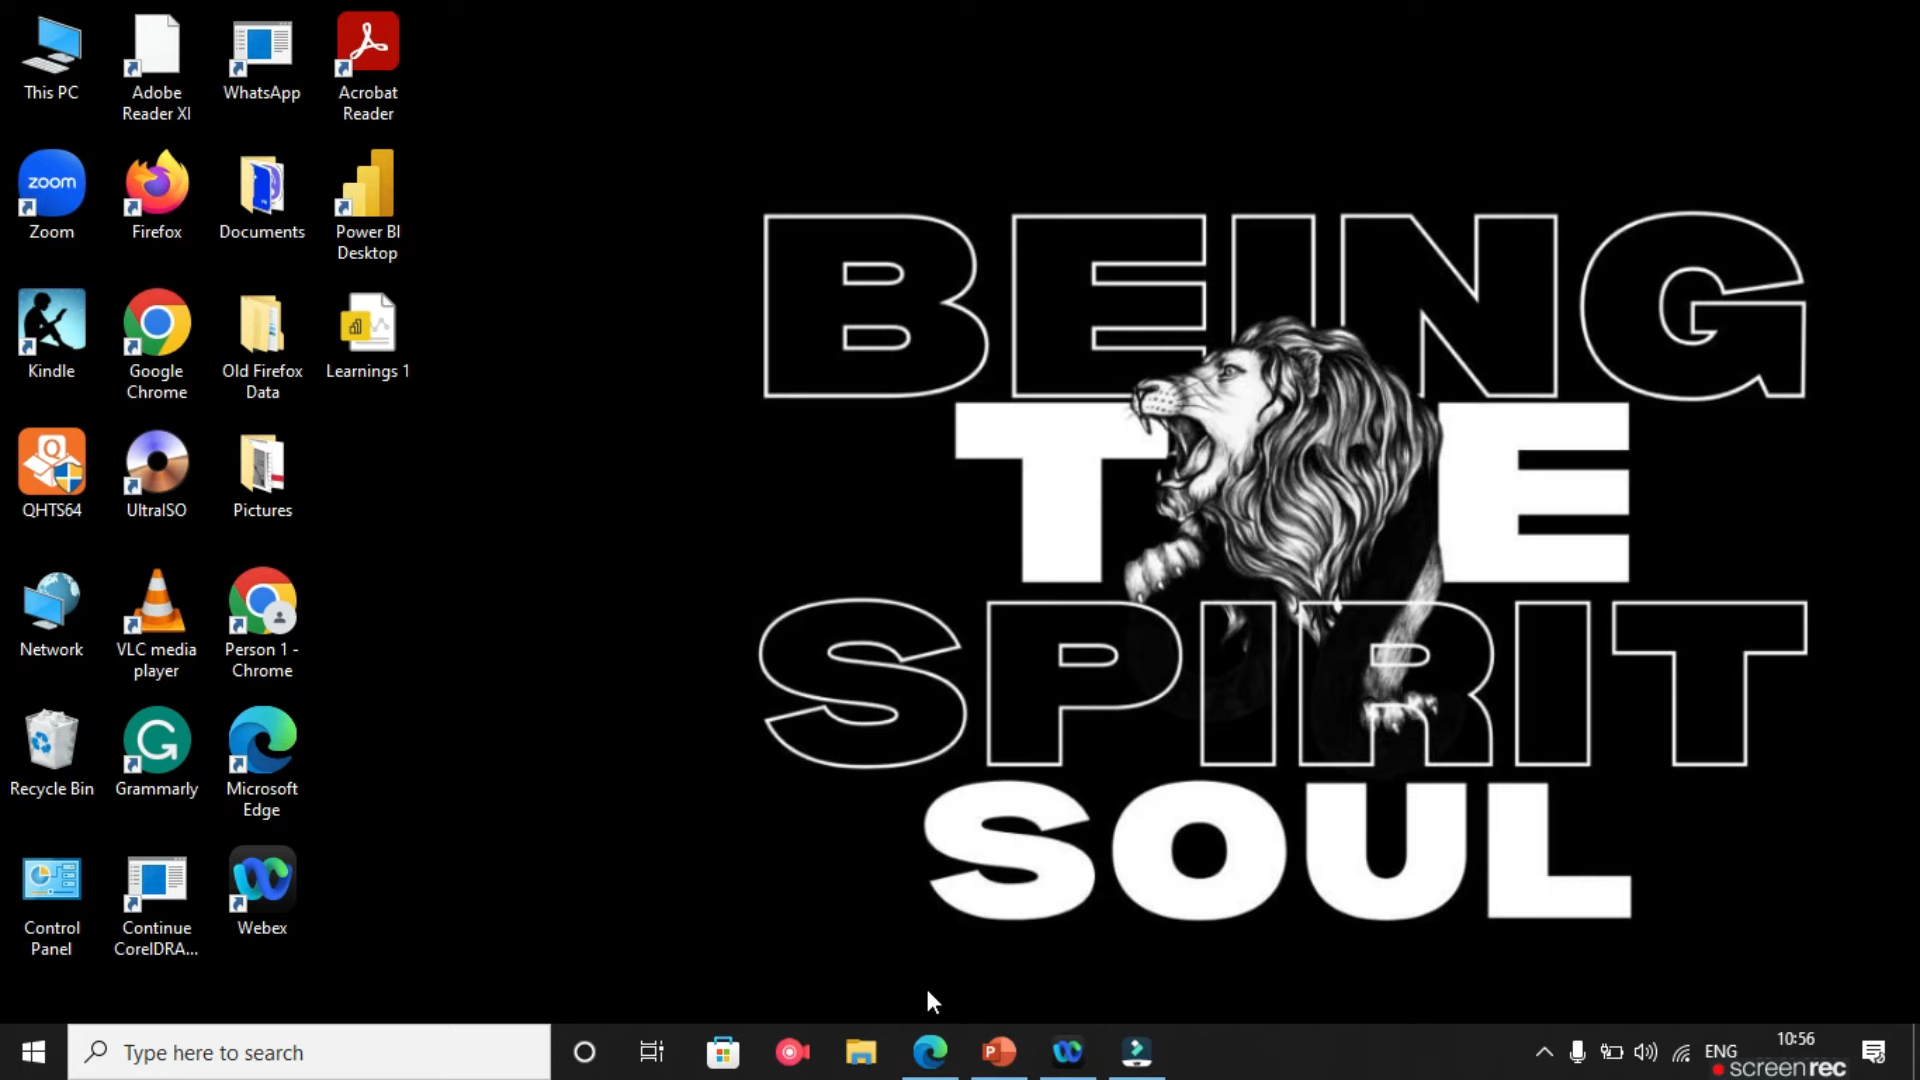 This PC
Adobe
Reader XI
WhatsApp
Acrobat
Reader
zoom
Zoom
Firefox
Documents
Power BI
Desktop
Kindle
Google
Chrome
Old Firefox
Data
Learnings 1
QHTS64
UltraISO
Pictures
Network
VLC media
player
Person 1 -
Chrome
Recycle Bin
Grammarly
Microsoft
Edge
Control
Panel
Continue
CorelDRA...
Webex
BEING
THE
SPIRIT
SOUL
Type here to search
ENG
10:56
screenrec